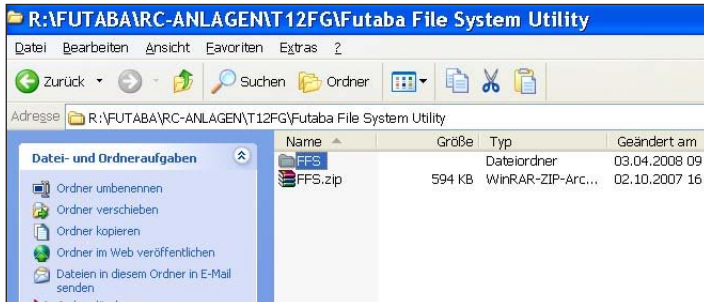 R:\FUTABA\RC-ANLAGEN\T12FG\Futaba File System Utility
Datei Bearbeiten Ansicht Favoriten Extras ?
Zurück Suchen Ordner
Adresse R:\FUTABA\RC-ANLAGEN\T12FG\Futaba File System Utility
Name Größe Typ Geändert am
Datei- und Ordneraufgaben
FFS Dateiordner 03.04.2008 09
FFS.zip 594 KB WinRAR-ZIP-Arc... 02.10.2007 16
Ordner umbenennen
Ordner verschieben
Ordner kopieren
Ordner im Web veröffentlichen
Dateien in diesem Ordner in E-Mail
senden